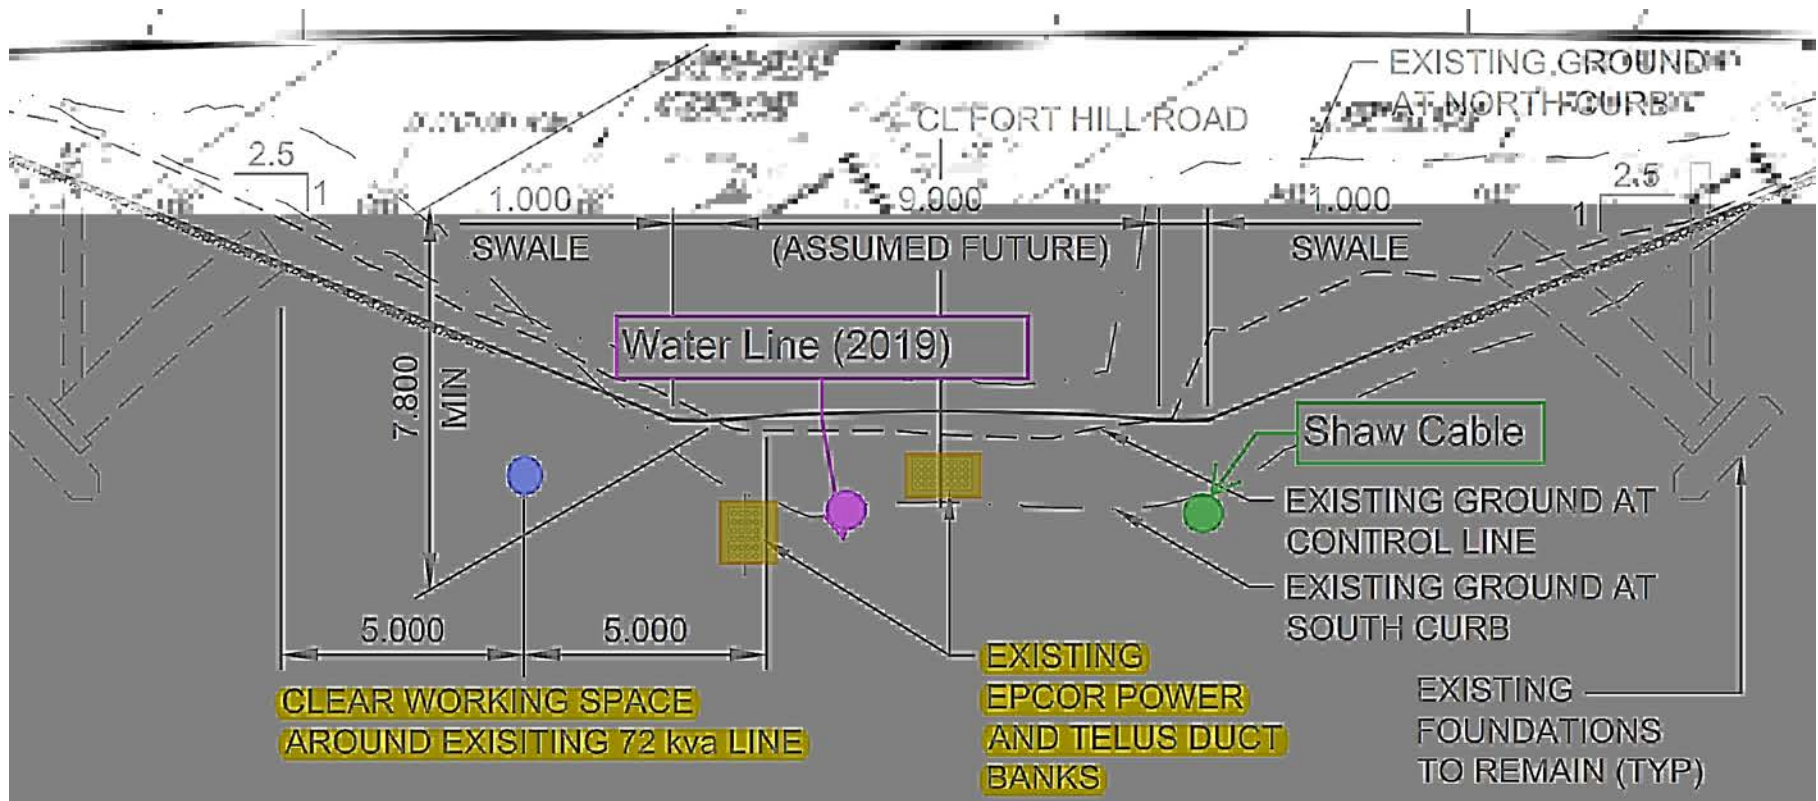 EXISTING GROUND
AT NORTH CURB
CL FORT HILL ROAD
2.5
1
1.000
9.000
1.000
2.5
1
SWALE
(ASSUMED FUTURE)
SWALE
Water Line (2019)
7.800
MIN
Shaw Cable
EXISTING GROUND AT
CONTROL LINE
EXISTING GROUND AT
SOUTH CURB
5.000
5.000
CLEAR WORKING SPACE
AROUND EXISITING 72 kva LINE
EXISTING
EPCOR POWER
AND TELUS DUCT
BANKS
EXISTING
FOUNDATIONS
TO REMAIN (TYP)